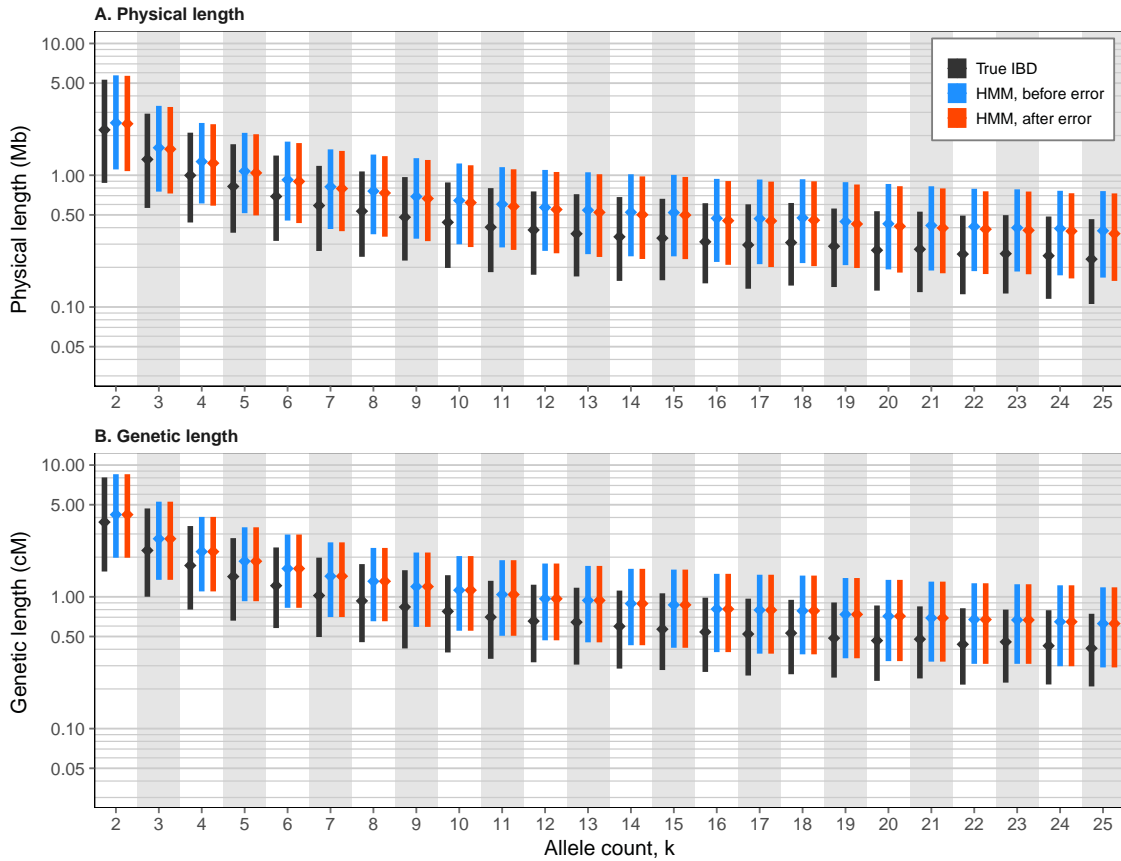 A. Physical length
Physical length (Mb)
10.00
5.00
1.00
0.50
0.10
0.05
True IBD
HMM, before error
HMM, after error
2 3 4 5 6 7 8 9 10 11 12 13 14 15 16 17 18 19 20 21 22 23 24 25
B. Genetic length
Genetic length (cM)
10.00
5.00
1.00
0.50
0.10
0.05
2 3 4 5 6 7 8 9 10 11 12 13 14 15 16 17 18 19 20 21 22 23 24 25
Allele count, k